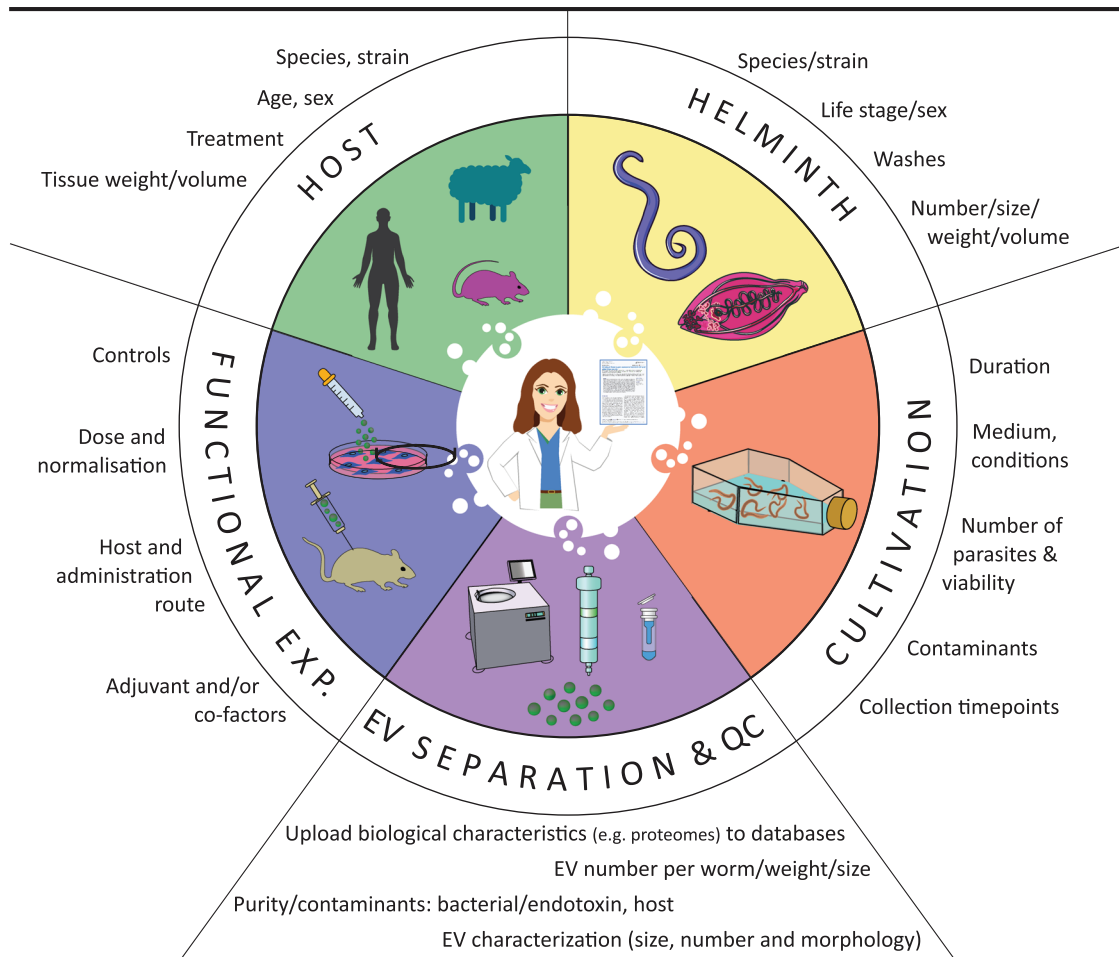 HOST
Species, strain
Age, sex
Treatment
Tissue weight/volume
HELMINTH
Species/strain
Life stage/sex
Washes
Number/size/
weight/volume
CULTIVATION
Duration
Medium,
conditions
Number of
parasites &
viability
Contaminants
Collection timepoints
EV SEPARATION & QC
Upload biological characteristics (e.g. proteomes) to databases
EV number per worm/weight/size
Purity/contaminants: bacterial/endotoxin, host
EV characterization (size, number and morphology)
FUNCTIONAL EXP.
Controls
Dose and
normalisation
Host and
administration
route
Adjuvant and/or
co-factors